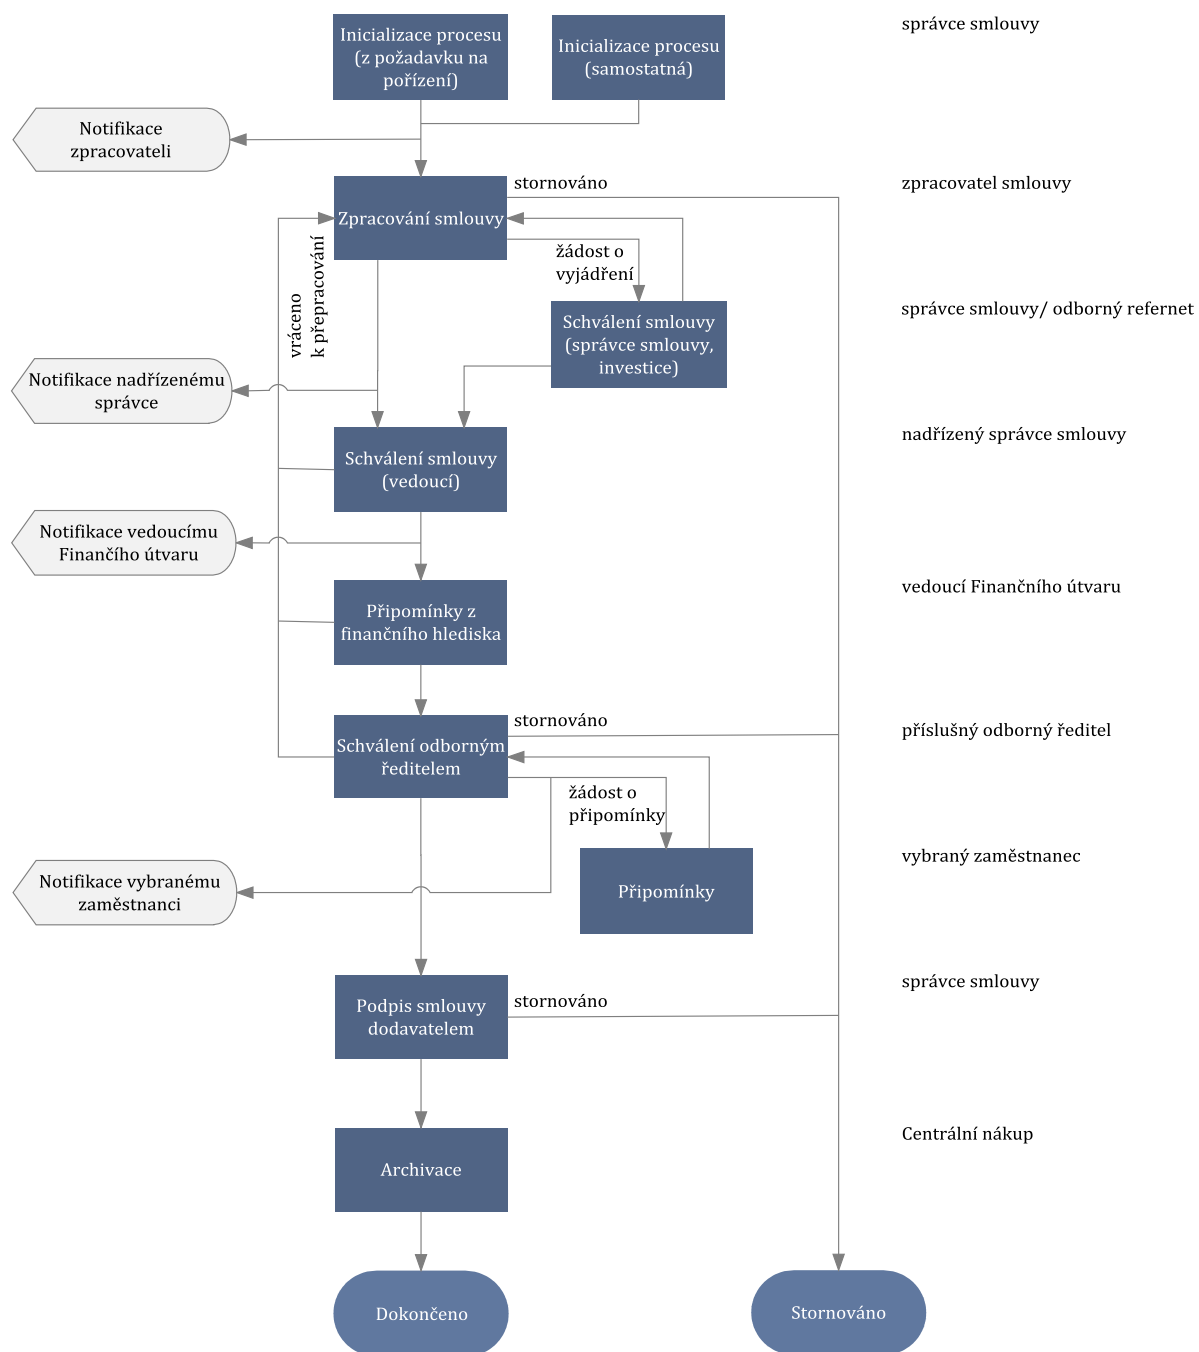 Inicializace procesu
(z požadavku na
pořízení)
Inicializace procesu
(samostatná)
správce smlouvy
Notifikace
zpracovateli
stornováno
zpracovatel smlouvy
Zpracování smlouvy
vráceno
k přepracování
žádost o
vyjádření
správce smlouvy/ odborný refernet
Schválení smlouvy
(správce smlouvy,
investice)
Notifikace nadřízenému
správce
nadřízený správce smlouvy
Schválení smlouvy
(vedoucí)
Notifikace vedoucímu
Finančího útvaru
vedoucí Finančního útvaru
Připomínky z
finančního hlediska
stornováno
příslušný odborný ředitel
Schválení odborným
ředitelem
žádost o
připomínky
vybraný zaměstnanec
Notifikace vybranému
zaměstnanci
Připomínky
správce smlouvy
Podpis smlouvy
dodavatelem
stornováno
Centrální nákup
Archivace
Dokončeno
Stornováno